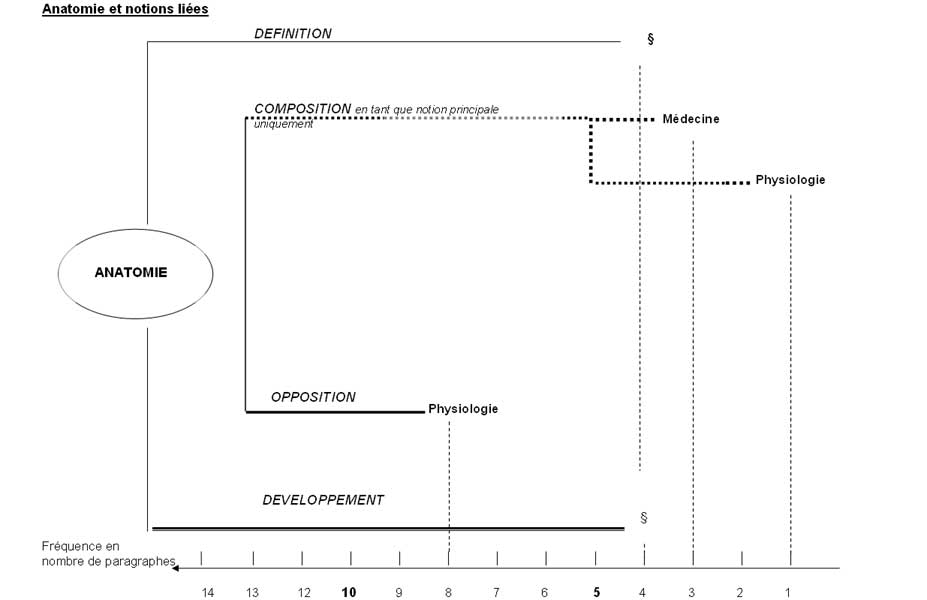 Anatomie et notions liées
DEFINITION
§
COMPOSITION en tant que notion principale
uniquement
Médecine
Physiologie
ANATOMIE
OPPOSITION
Physiologie
DEVELOPPEMENT
§
Fréquence en
nombre de paragraphes
14 13 12 10 9 8 7 6 5 4 3 2 1